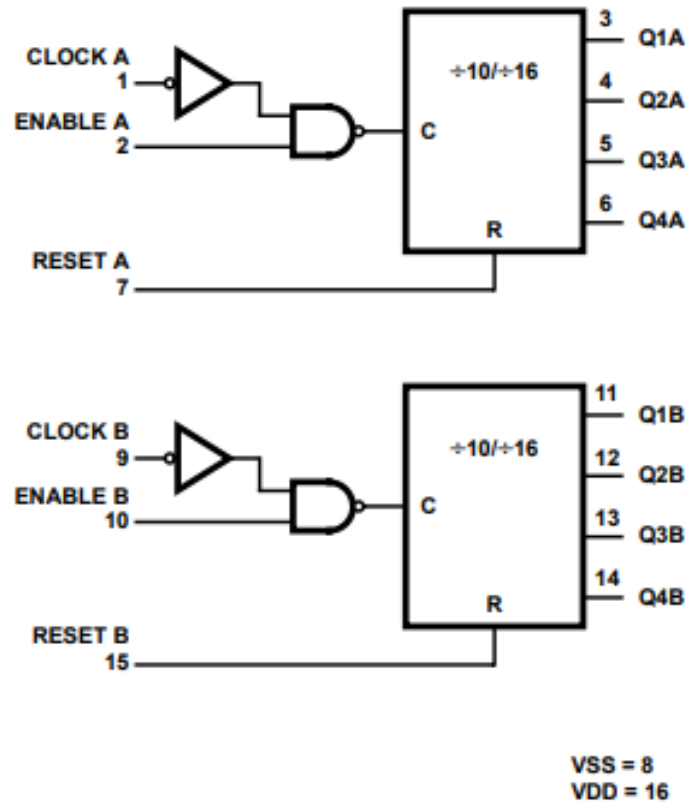 CLOCK A
1
ENABLE A
2
RESET A
7
÷10/÷16
C
R
3
Q1A
4
Q2A
5
Q3A
6
Q4A
CLOCK B
9
ENABLE B
10
RESET B
15
÷10/÷16
C
R
11
Q1B
12
Q2B
13
Q3B
14
Q4B
VSS = 8
VDD = 16